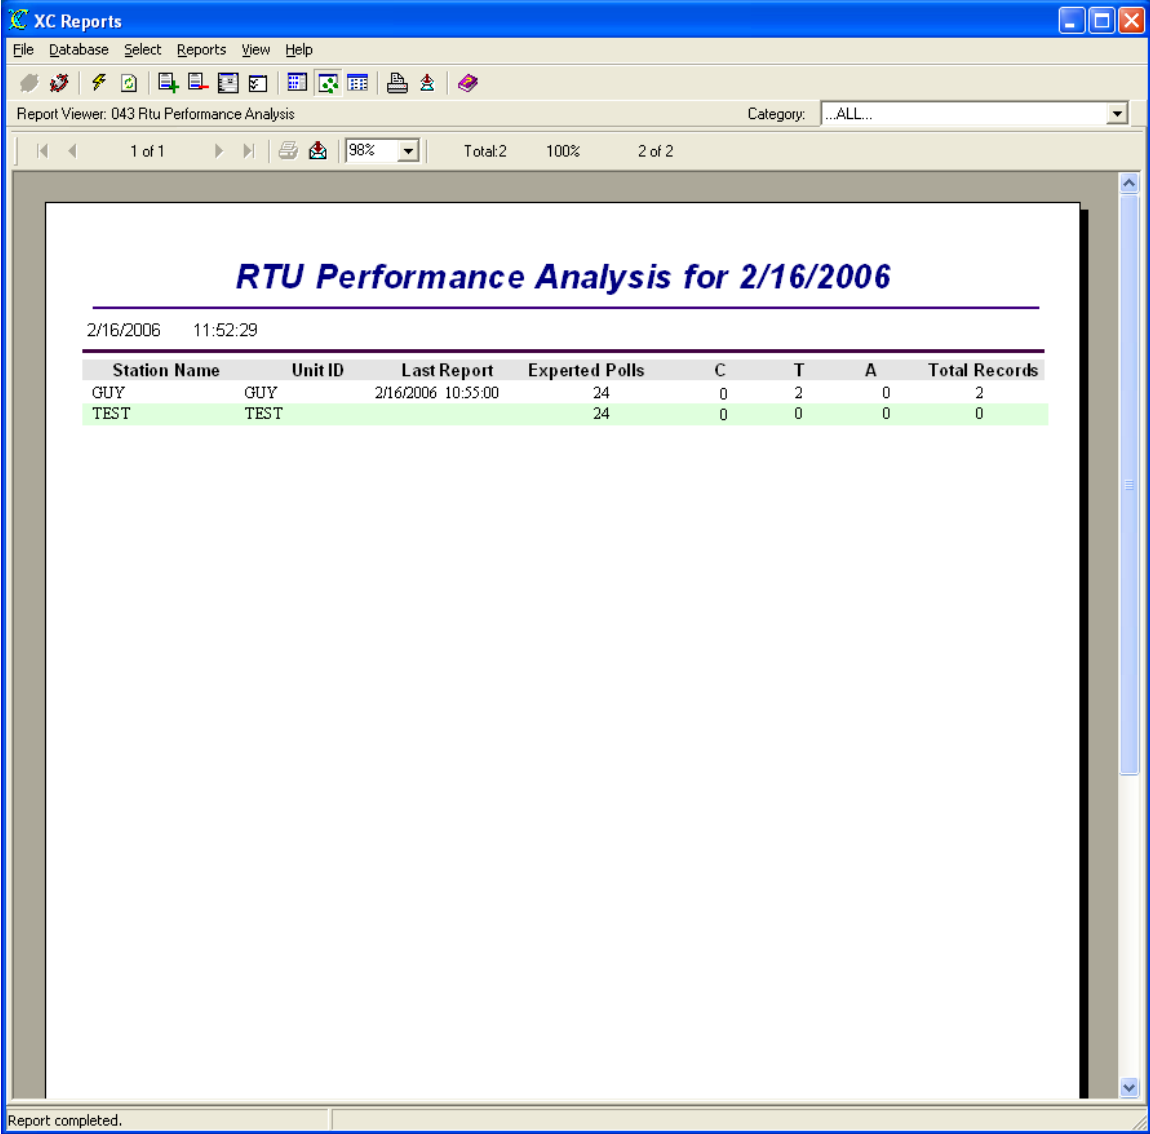 XC Reports
File Database Select Reports View Help
Report Viewer: 043 Rtu Performance Analysis Category: ...ALL...
1 of 1 98% Total:2 100% 2 of 2
RTU Performance Analysis for 2/16/2006
2/16/2006 11:52:29
Station Name Unit ID Last Report Experted Polls C T A Total Records
GUY GUY 2/16/2006 10:55:00 24 0 2 0 2
TEST TEST 24 0 0 0 0
Report completed.